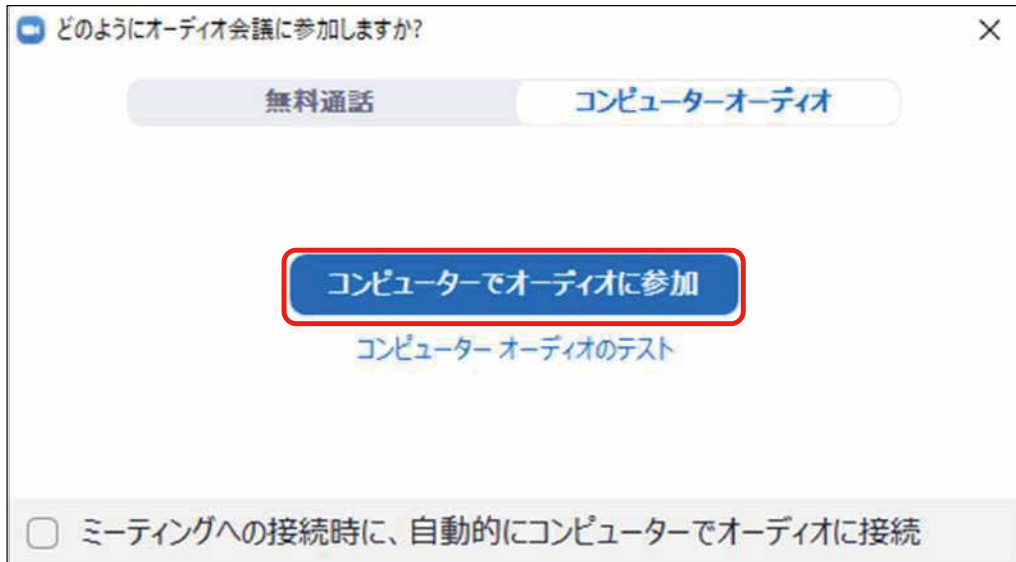 どのようにオーディオ会議に参加しますか?
無料通話 コンピューターオーディオ
コンピューターでオーディオに参加
コンピューター オーディオのテスト
ミーティングへの接続時に、自動的にコンピューターでオーディオに接続